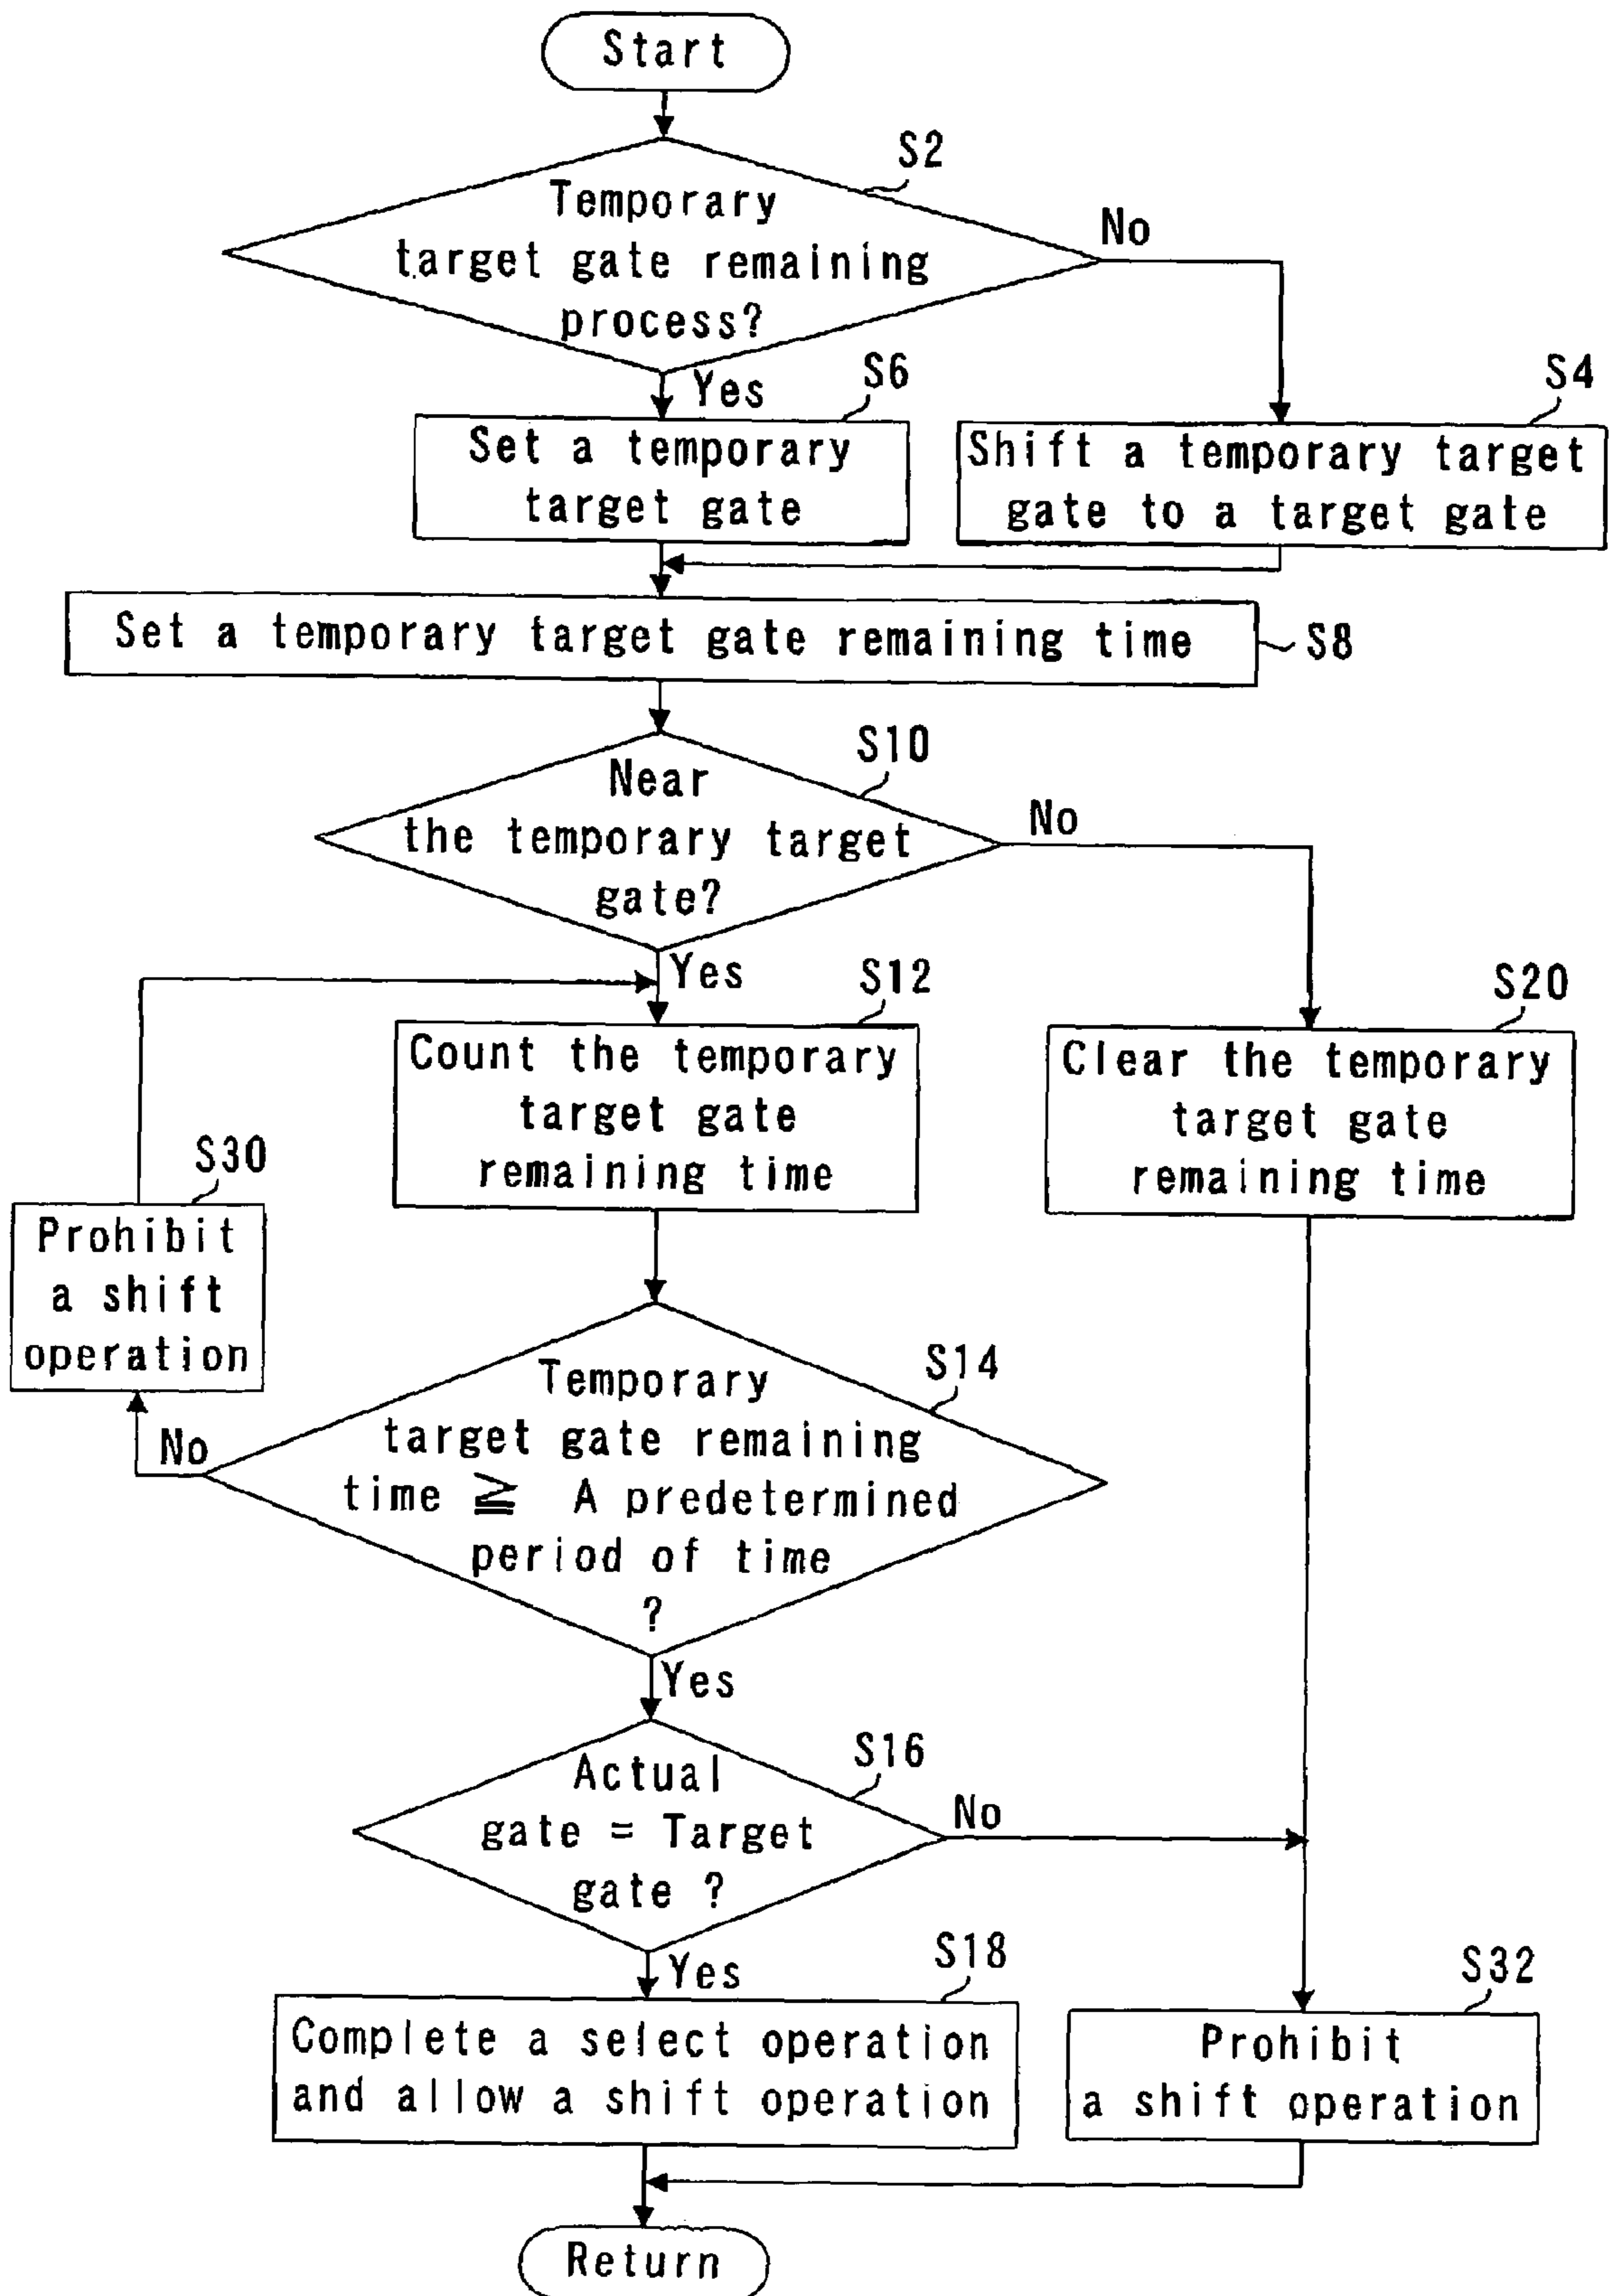 Start
S2
Temporary
target gate remaining
process?
No
Yes
S6
S4
Set a temporary
target gate
Shift a temporary target
gate to a target gate
Set a temporary target gate remaining time
S8
S10
Near
the temporary target
gate?
No
Yes
S12
S20
Count the temporary
target gate
remaining time
Clear the temporary
target gate
remaining time
S30
Prohibit
a shift
operation
S14
Temporary
target gate remaining
time ≧ A predetermined
period of time
?
No
Yes
S16
Actual
gate = Target
gate ?
No
Yes
S18
S32
Complete a select operation
and allow a shift operation
Prohibit
a shift operation
Return